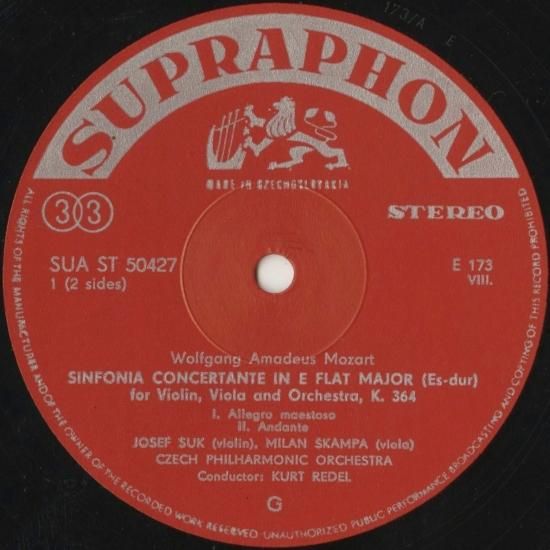 173/A E
SUPRAPHON
MADE IN CZECHOSLOVAKIA
33
STEREO
SUA ST 50427
1 (2 sides)
E 173
VIII.
Wolfgang Amadeus Mozart
SINFONIA CONCERTANTE IN E FLAT MAJOR (Es-dur)
for Violin, Viola and Orchestra, K. 364
I. Allegro maestoso
II. Andante
JOSEF SUK (violin), MILAN ŠKAMPA (viola)
CZECH PHILHARMONIC ORCHESTRA
Conductor: KURT REDEL
G
ALL RIGHTS OF THE MANUFACTURER AND OF THE OWNER OF THE RECORDED WORK RESERVED · UNAUTHORIZED PUBLIC PERFORMANCE BROADCASTING AND COPYING OF THIS RECORD PROHIBITED